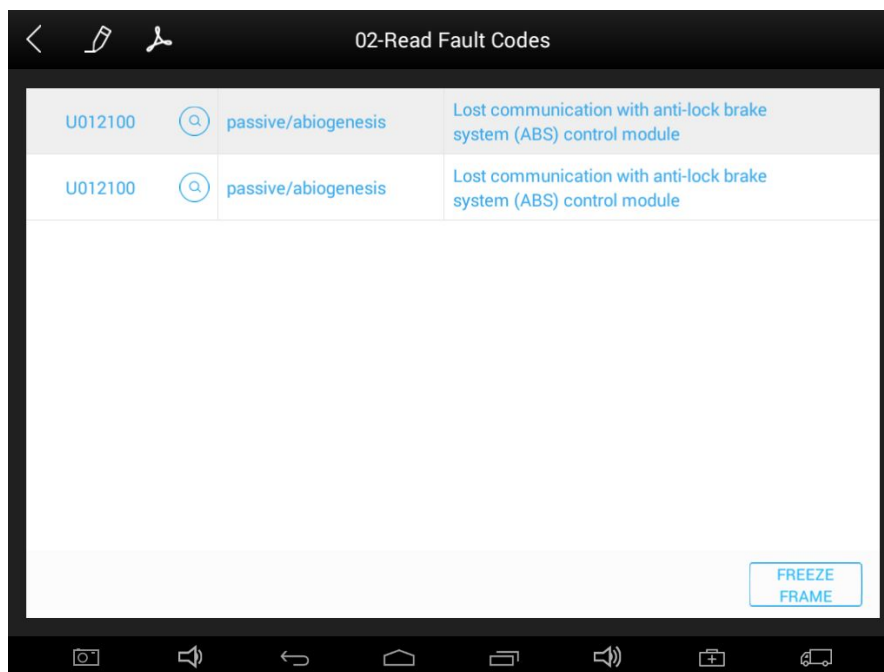 02-Read Fault Codes
U012100 passive/abiogenesis Lost communication with anti-lock brake
system (ABS) control module
U012100 passive/abiogenesis Lost communication with anti-lock brake
system (ABS) control module
FREEZE
FRAME